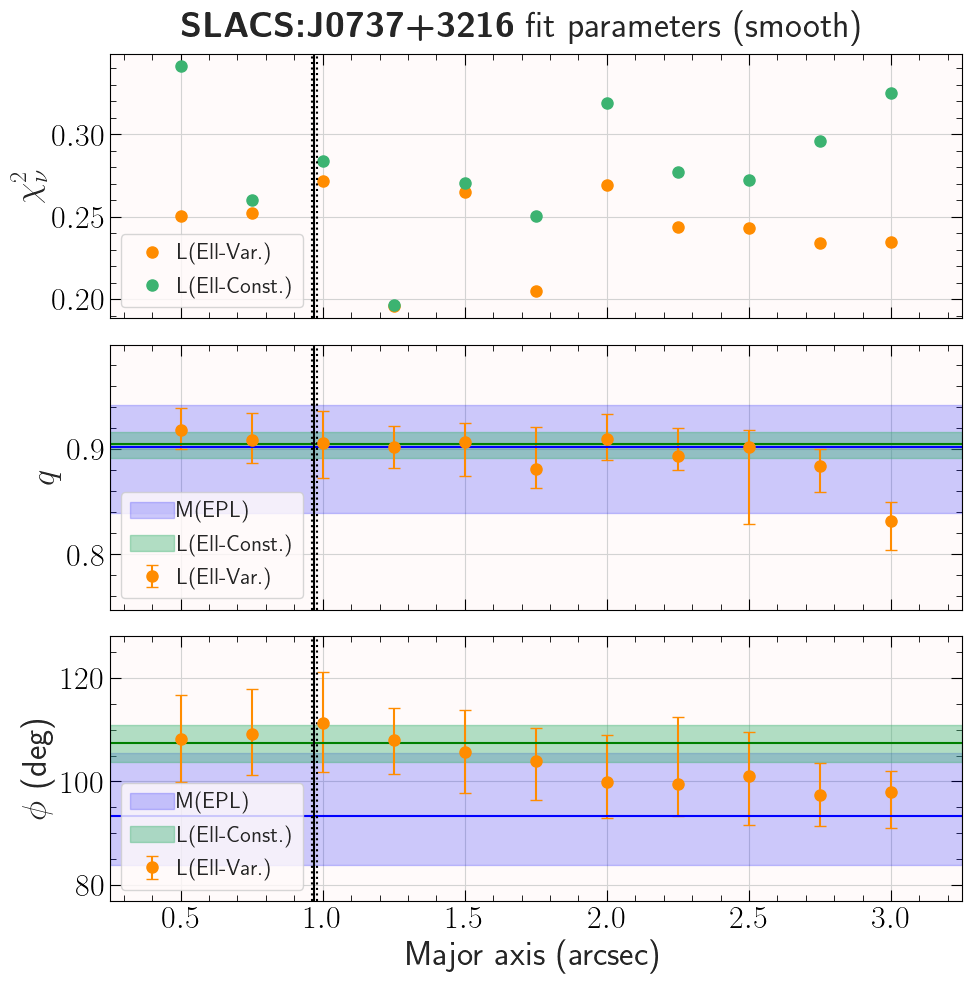 SLACS:J0737+3216 fit parameters (smooth)
χ²ᵥ
0.30
0.25
0.20
L(Ell-Var.)
L(Ell-Const.)
q
0.9
0.8
M(EPL)
L(Ell-Const.)
L(Ell-Var.)
ϕ (deg)
120
100
80
M(EPL)
L(Ell-Const.)
L(Ell-Var.)
0.5 1.0 1.5 2.0 2.5 3.0
Major axis (arcsec)